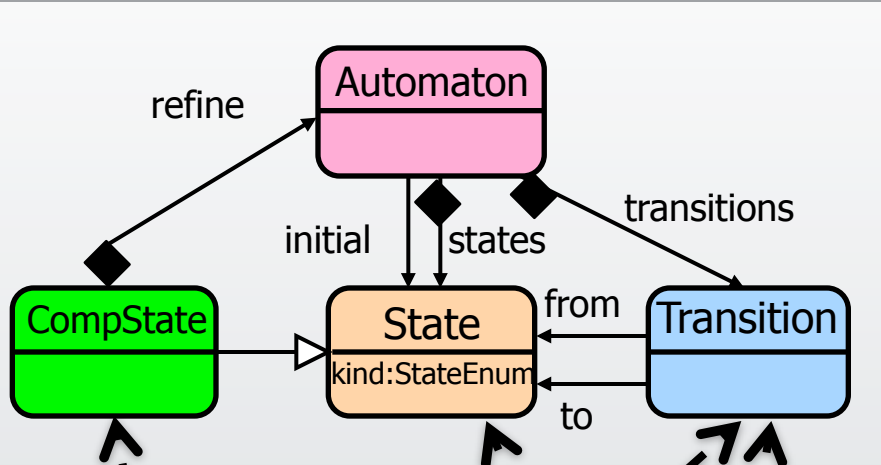 Automaton
refine
transitions
initial
states
from
CompState
State
Transition
kind:StateEnum
to